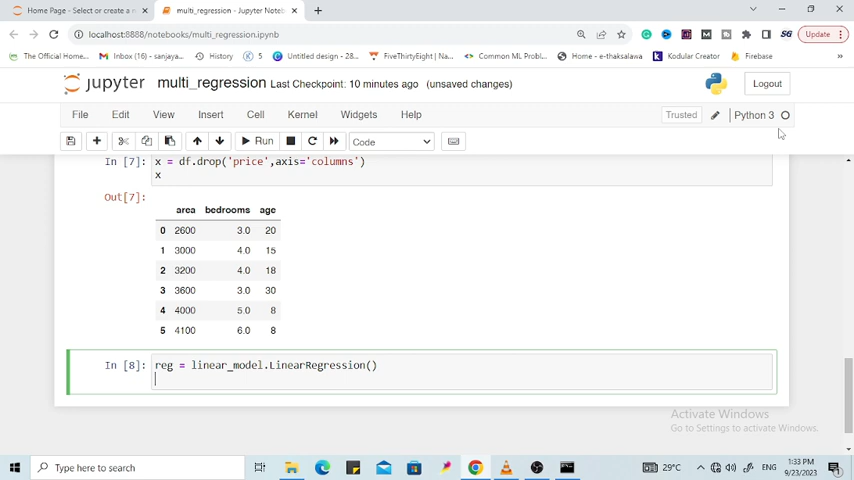 Home Page - Select or create a n
multi_regression - Jupyter Noteb
localhost:8888/notebooks/multi_regression.ipynb
Update
The Official Home...
Inbox (16) - sanjaya...
History
5
Untitled design - 28...
FiveThirtyEight | Na...
Common ML Probl...
Home - e-thaksalawa
Kodular Creator
Firebase
jupyter multi_regression Last Checkpoint: 10 minutes ago (unsaved changes)
Logout
File Edit View Insert Cell Kernel Widgets Help
Trusted
Python 3
Run
Code
In [7]: x = df.drop('price',axis='columns')
x
Out[7]:
area bedrooms age
0 2600 3.0 20
1 3000 4.0 15
2 3200 4.0 18
3 3600 3.0 30
4 4000 5.0 8
5 4100 6.0 8
In [8]: reg = linear_model.LinearRegression()
Activate Windows
Go to Settings to activate Windows.
Type here to search
29°C
ENG
1:33 PM
9/23/2023